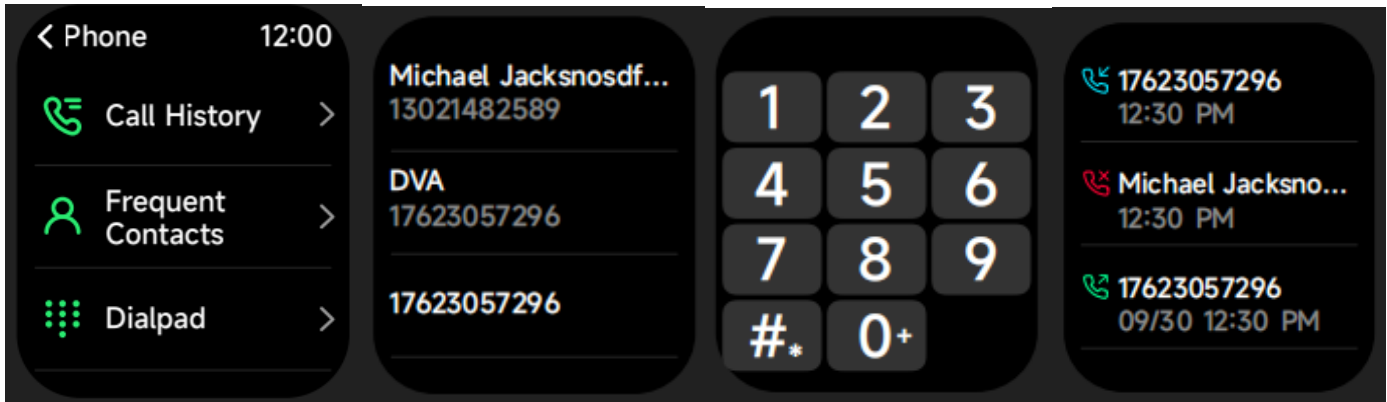 Phone 12:00
Call History
Frequent
Contacts
Dialpad
Michael Jacksnosdf...
13021482589
DVA
17623057296
17623057296
1 2 3
4 5 6
7 8 9
#* 0+
17623057296
12:30 PM
Michael Jacksno...
12:30 PM
17623057296
09/30 12:30 PM